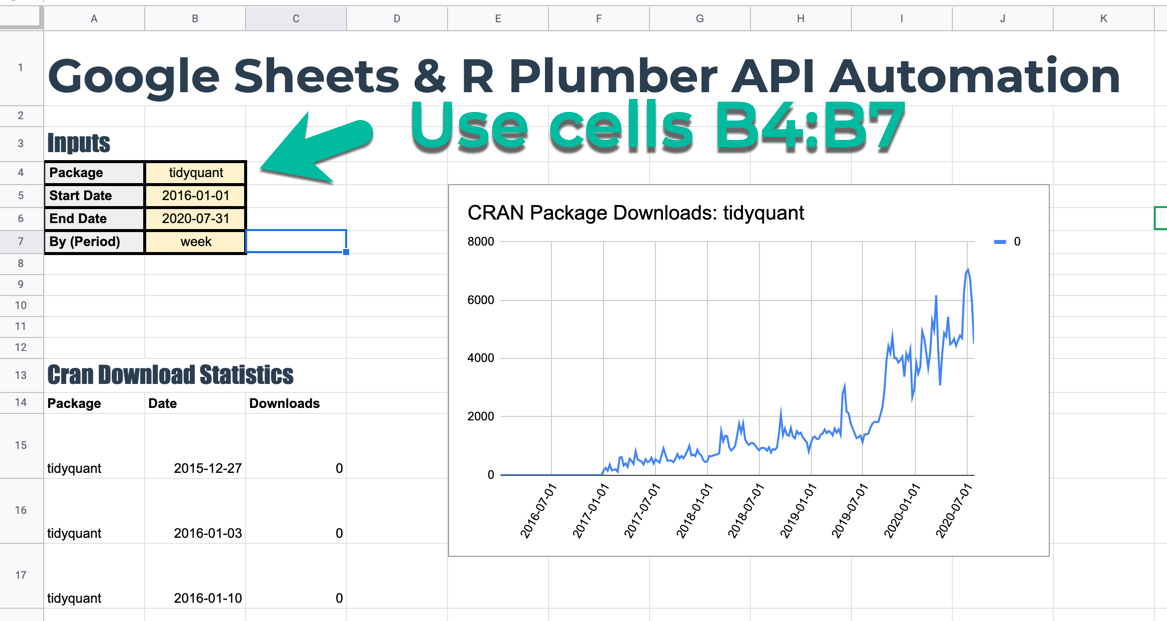 A B C D E F G H I J K
1 Google Sheets & R Plumber API Automation
2 Use cells B4:B7
3 Inputs
4 Package tidyquant
5 Start Date 2016-01-01
6 End Date 2020-07-31
7 By (Period) week
8
9
10
11
12
CRAN Package Downloads: tidyquant
0
8000
6000
4000
2000
0
2016-07-01 2017-01-01 2017-07-01 2018-01-01 2018-07-01 2019-01-01 2019-07-01 2020-01-01 2020-07-01
13 Cran Download Statistics
14 Package Date Downloads
15 tidyquant 2015-12-27 0
16 tidyquant 2016-01-03 0
17 tidyquant 2016-01-10 0